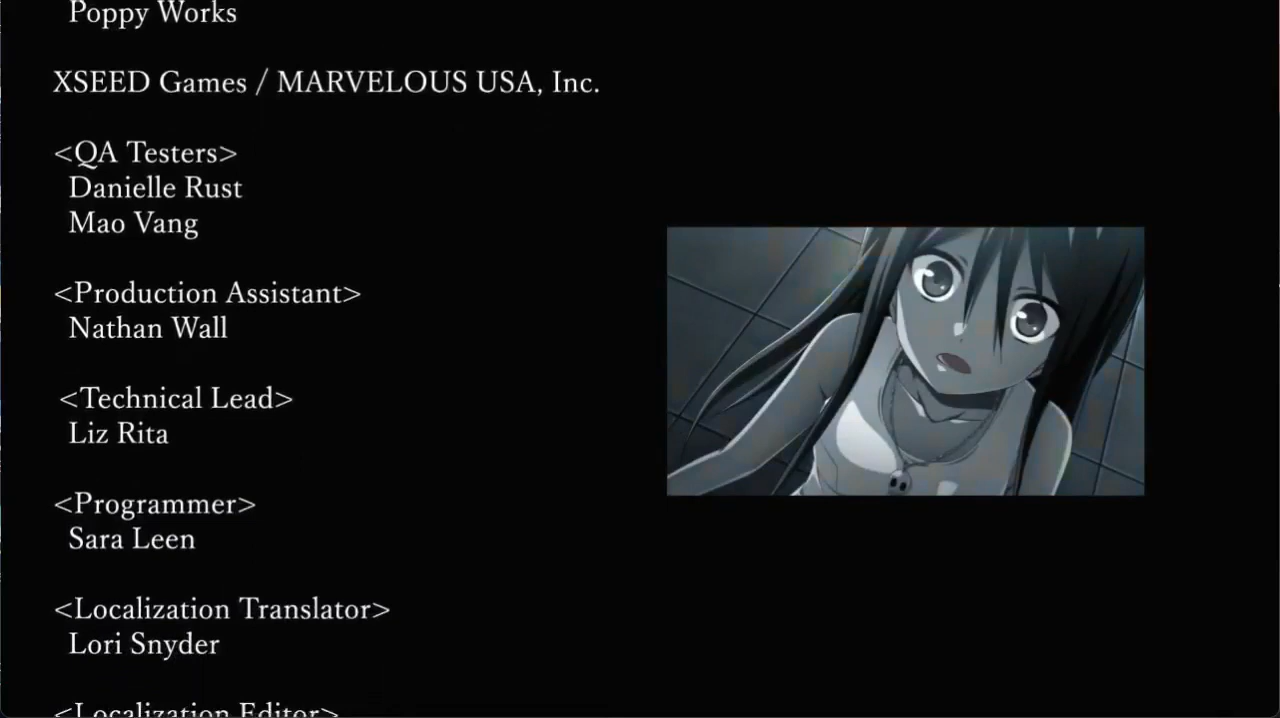 Poppy Works
XSEED Games / MARVELOUS USA, Inc.
<QA Testers>
Danielle Rust
Mao Vang
<Production Assistant>
Nathan Wall
<Technical Lead>
Liz Rita
<Programmer>
Sara Leen
<Localization Translator>
Lori Snyder
<Localization Editor>